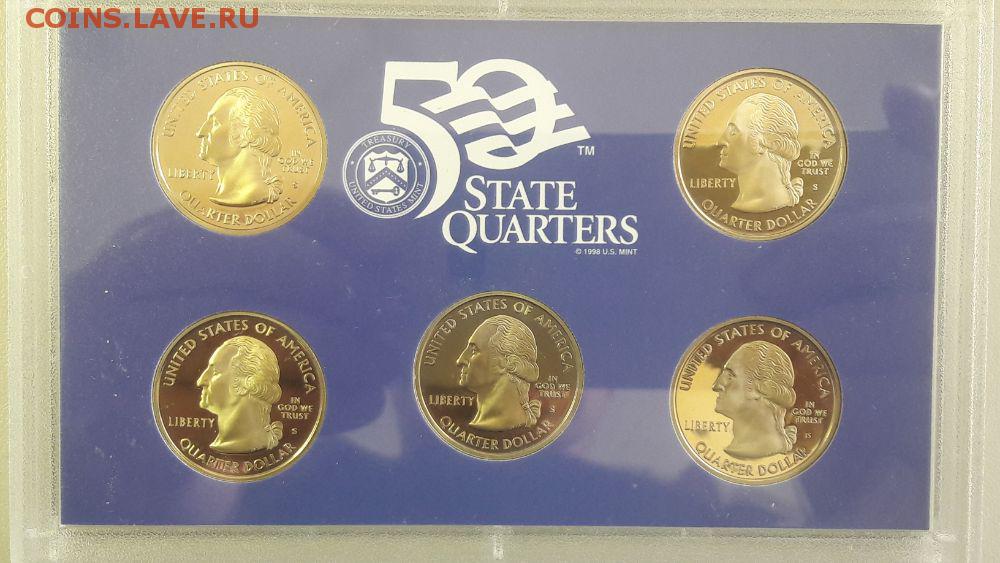 COINS.LAVE.RU
50
TM
STATE
QUARTERS
© 1998 U.S. MINT
TREASURY
UNITED STATES MINT
UNITED STATES OF AMERICA
LIBERTY
IN
GOD WE
TRUST
S
QUARTER DOLLAR
UNITED STATES OF AMERICA
LIBERTY
IN
GOD WE
TRUST
S
QUARTER DOLLAR
UNITED STATES OF AMERICA
LIBERTY
IN
GOD WE
TRUST
S
QUARTER DOLLAR
UNITED STATES OF AMERICA
LIBERTY
IN
GOD WE
TRUST
S
QUARTER DOLLAR
UNITED STATES OF AMERICA
LIBERTY
IN
GOD WE
TRUST
S
QUARTER DOLLAR